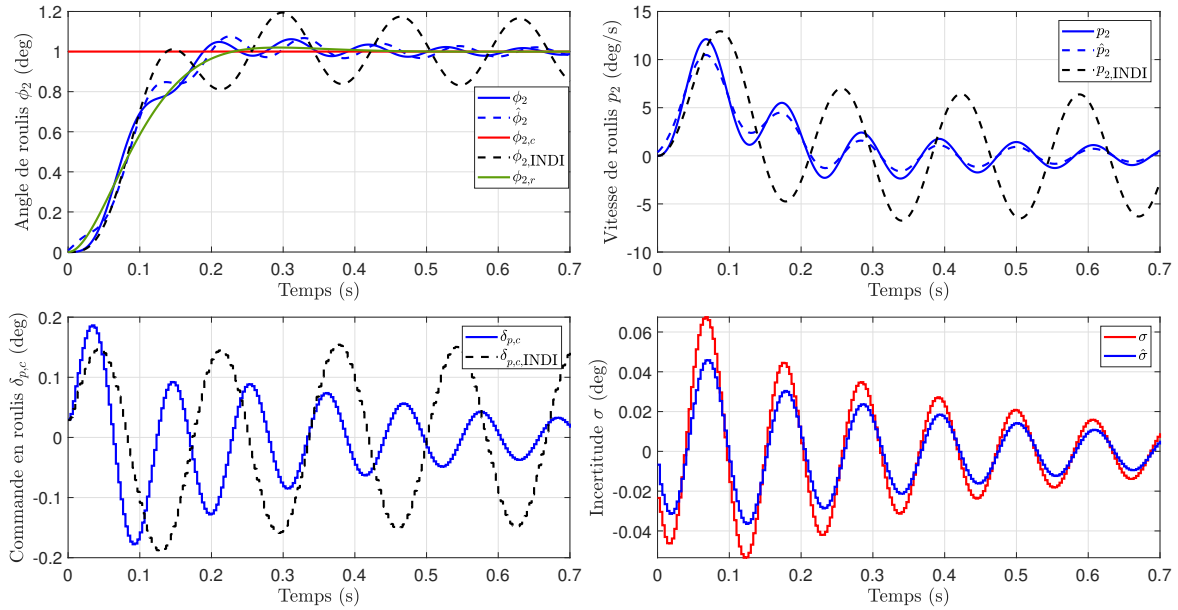 Angle de roulis ϕ₂ (deg)
1.2
1
0.8
0.6
0.4
0.2
0
0 0.1 0.2 0.3 0.4 0.5 0.6 0.7
Temps (s)
ϕ₂
ϕ̂₂
ϕ₂,c
ϕ₂,INDI
ϕ₂,r
Vitesse de roulis p₂ (deg/s)
15
10
5
0
-5
-10
0 0.1 0.2 0.3 0.4 0.5 0.6 0.7
Temps (s)
p₂
p̂₂
p₂,INDI
Commande en roulis δp,c (deg)
0.2
0.1
0
-0.1
-0.2
0 0.1 0.2 0.3 0.4 0.5 0.6 0.7
Temps (s)
δp,c
δp,c,INDI
Incertitude σ (deg)
0.06
0.04
0.02
0
-0.02
-0.04
0 0.1 0.2 0.3 0.4 0.5 0.6 0.7
Temps (s)
σ
σ̂